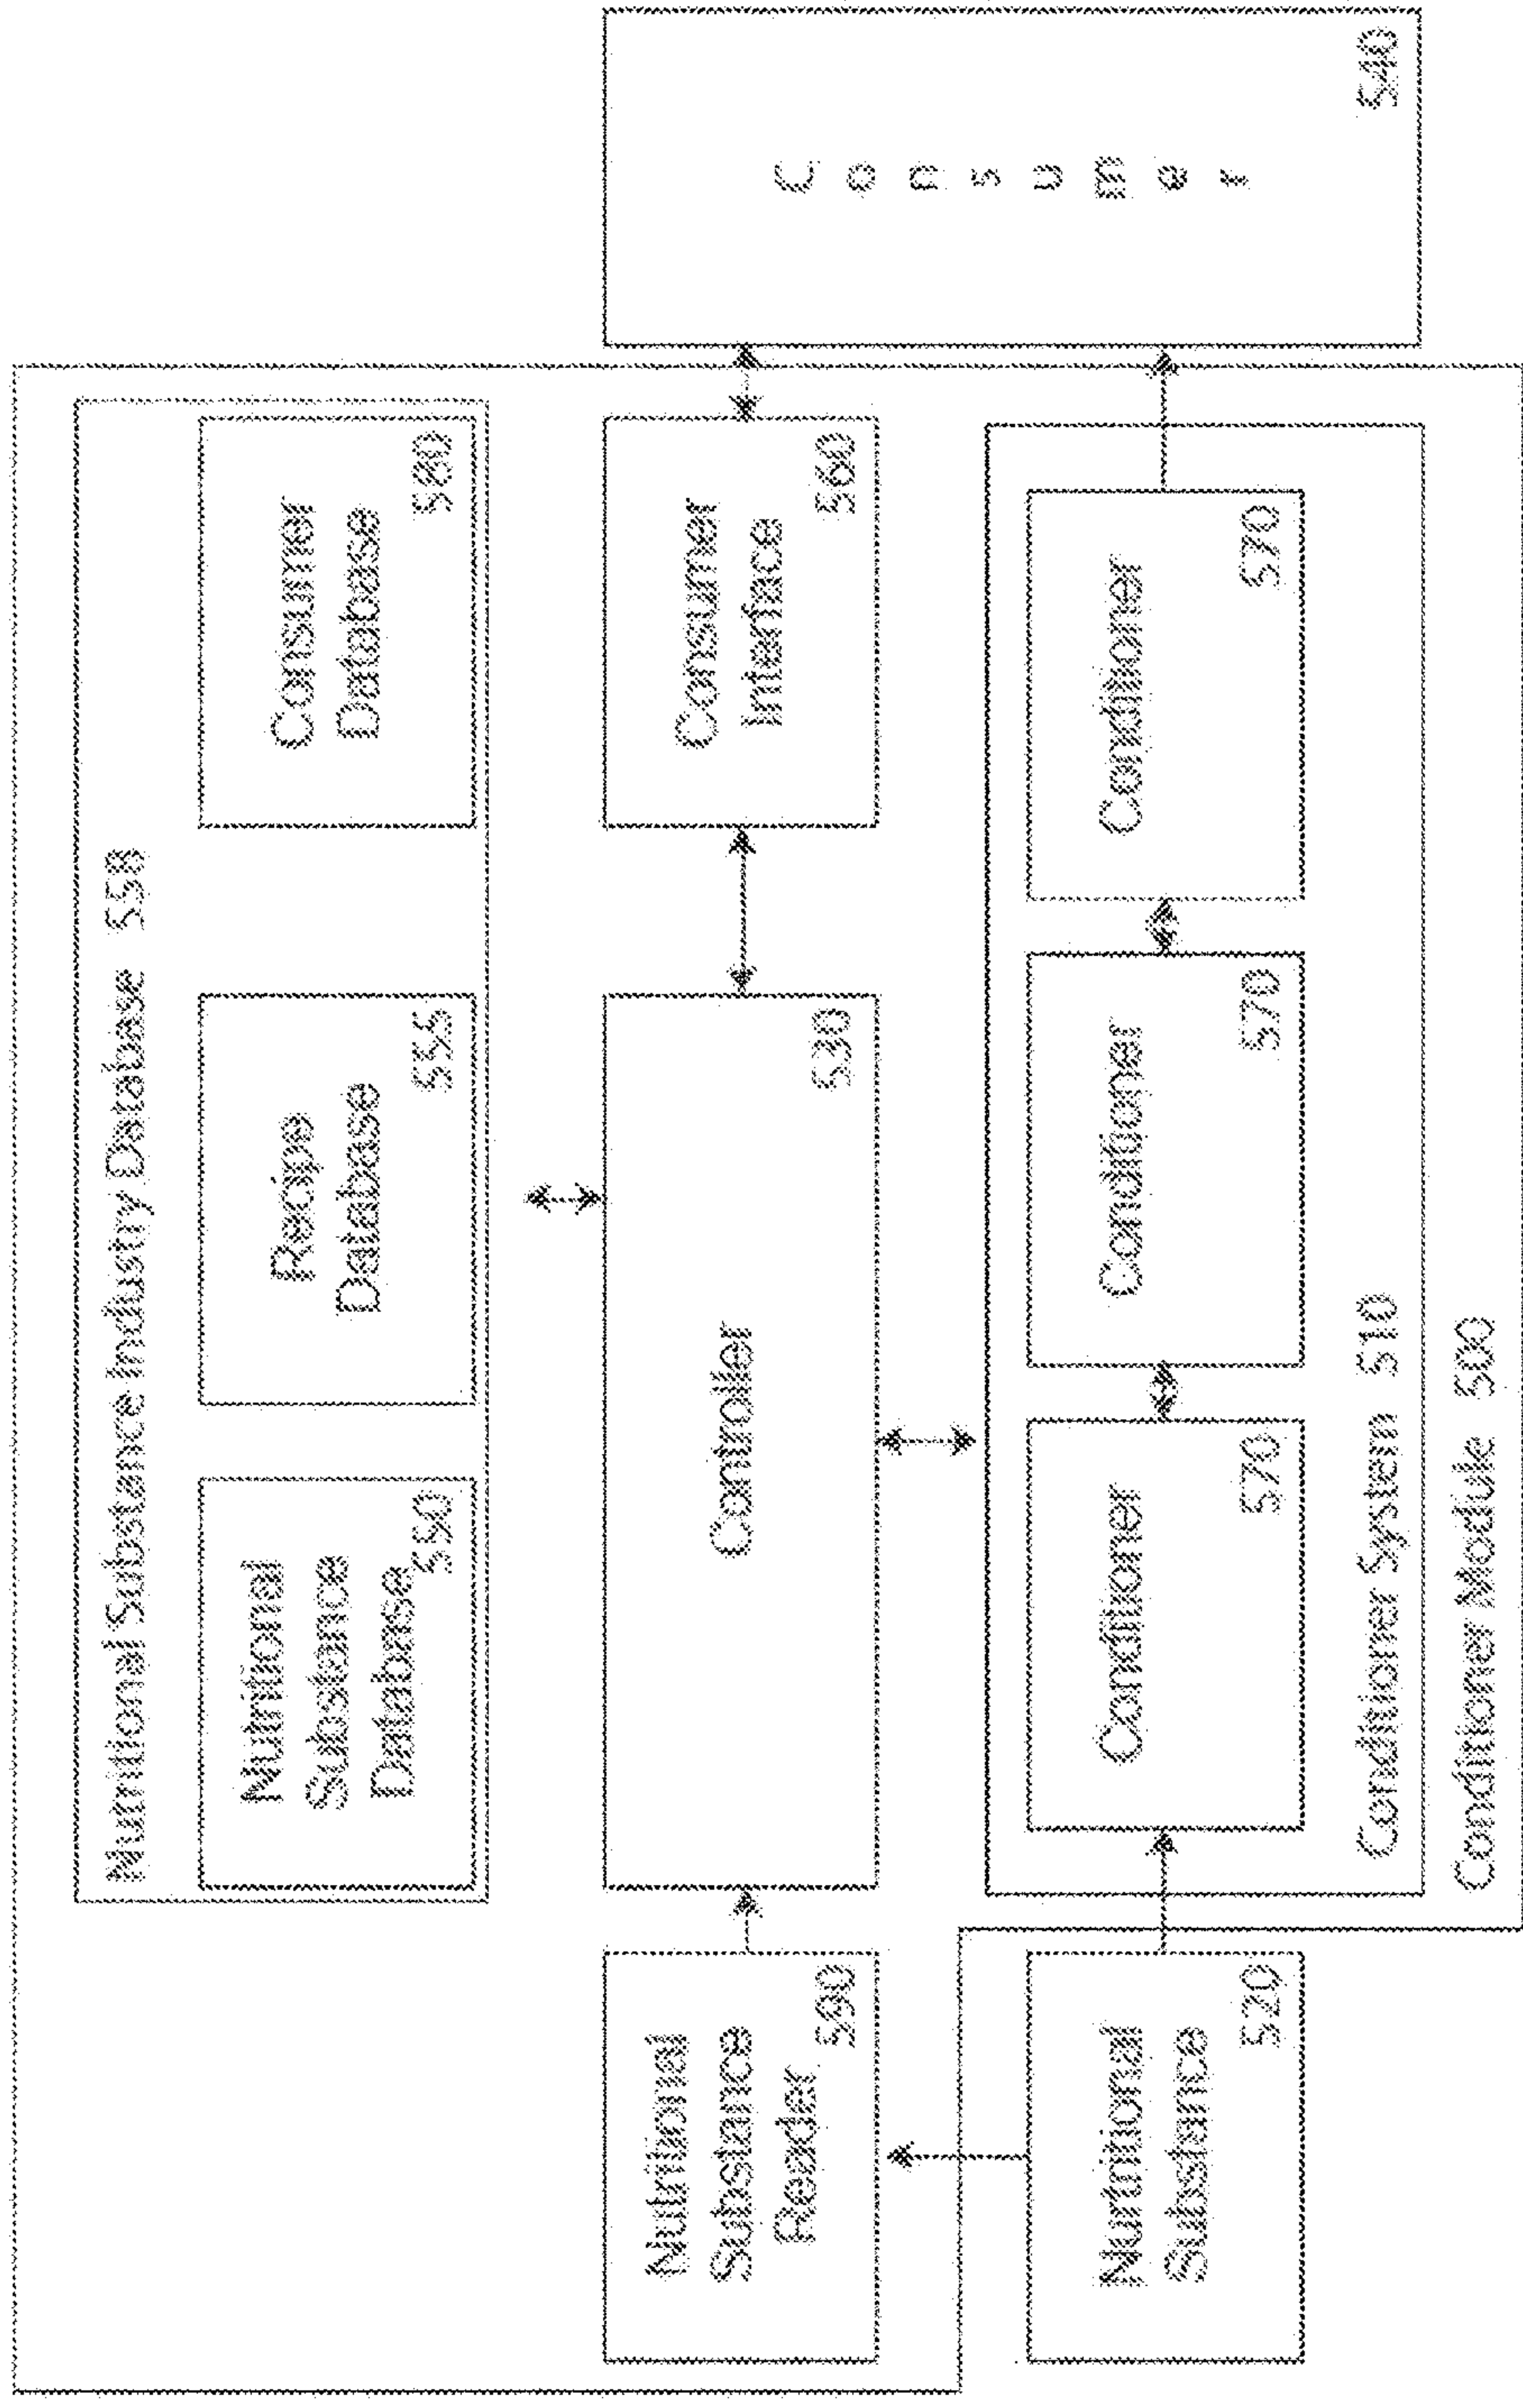 Nutritional Substance Industry Database 558
Nutritional
Substance
Database
550
Recipe
Database
555
Consumer
Database
580
Nutritional
Substance
Reader
590
Controller
530
Consumer
Interface
560
Consumer
540
Nutritional
Substance
520
Conditioner
570
Conditioner
570
Conditioner
570
Conditioner System 510
Conditioner Module 500